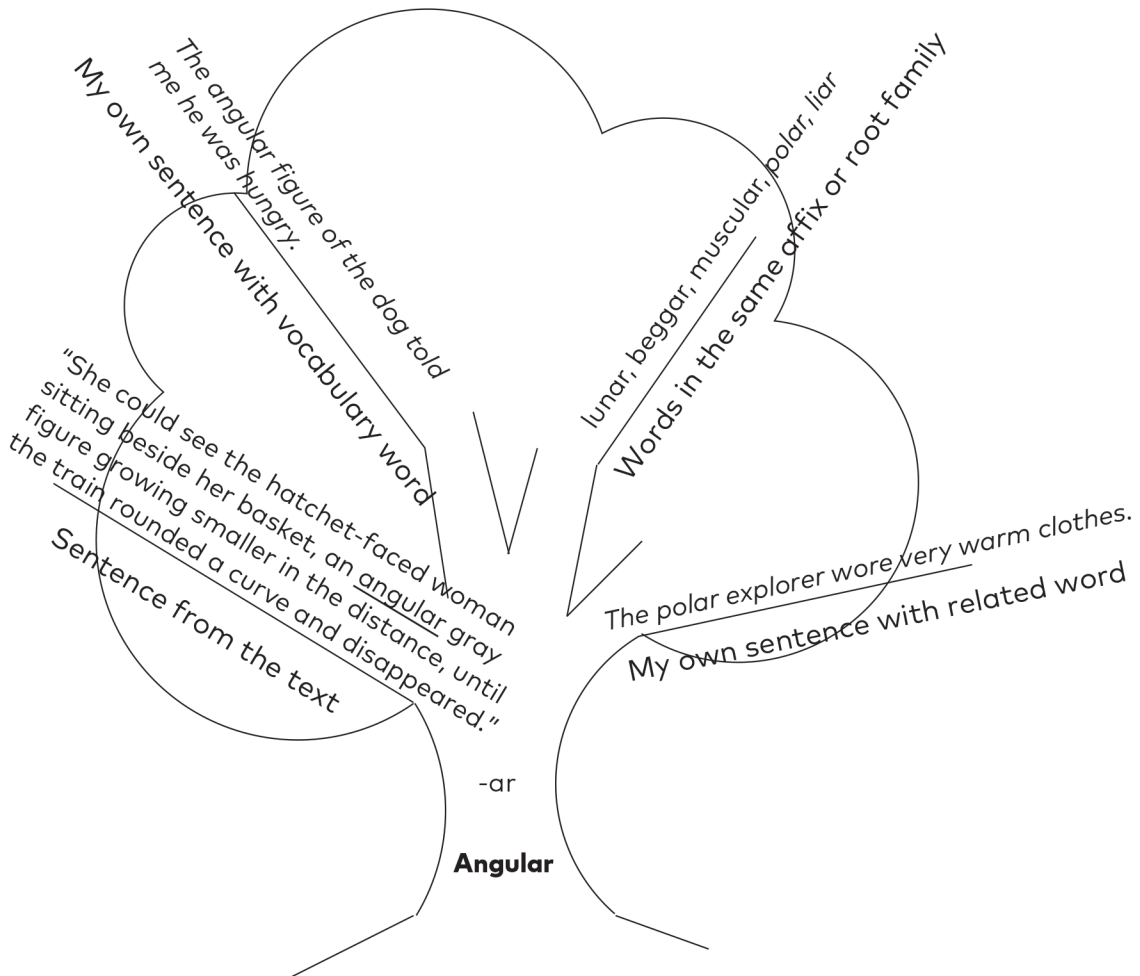 The angular figure of the dog told
me he was hungry.
My own sentence with vocabulary word
lunar, beggar, muscular, polar, liar
Words in the same affix or root family
"She could see the hatchet-faced woman
sitting beside her basket, an angular gray
figure growing smaller in the distance, until
the train rounded a curve and disappeared."
Sentence from the text
The polar explorer wore very warm clothes.
My own sentence with related word
-ar
Angular